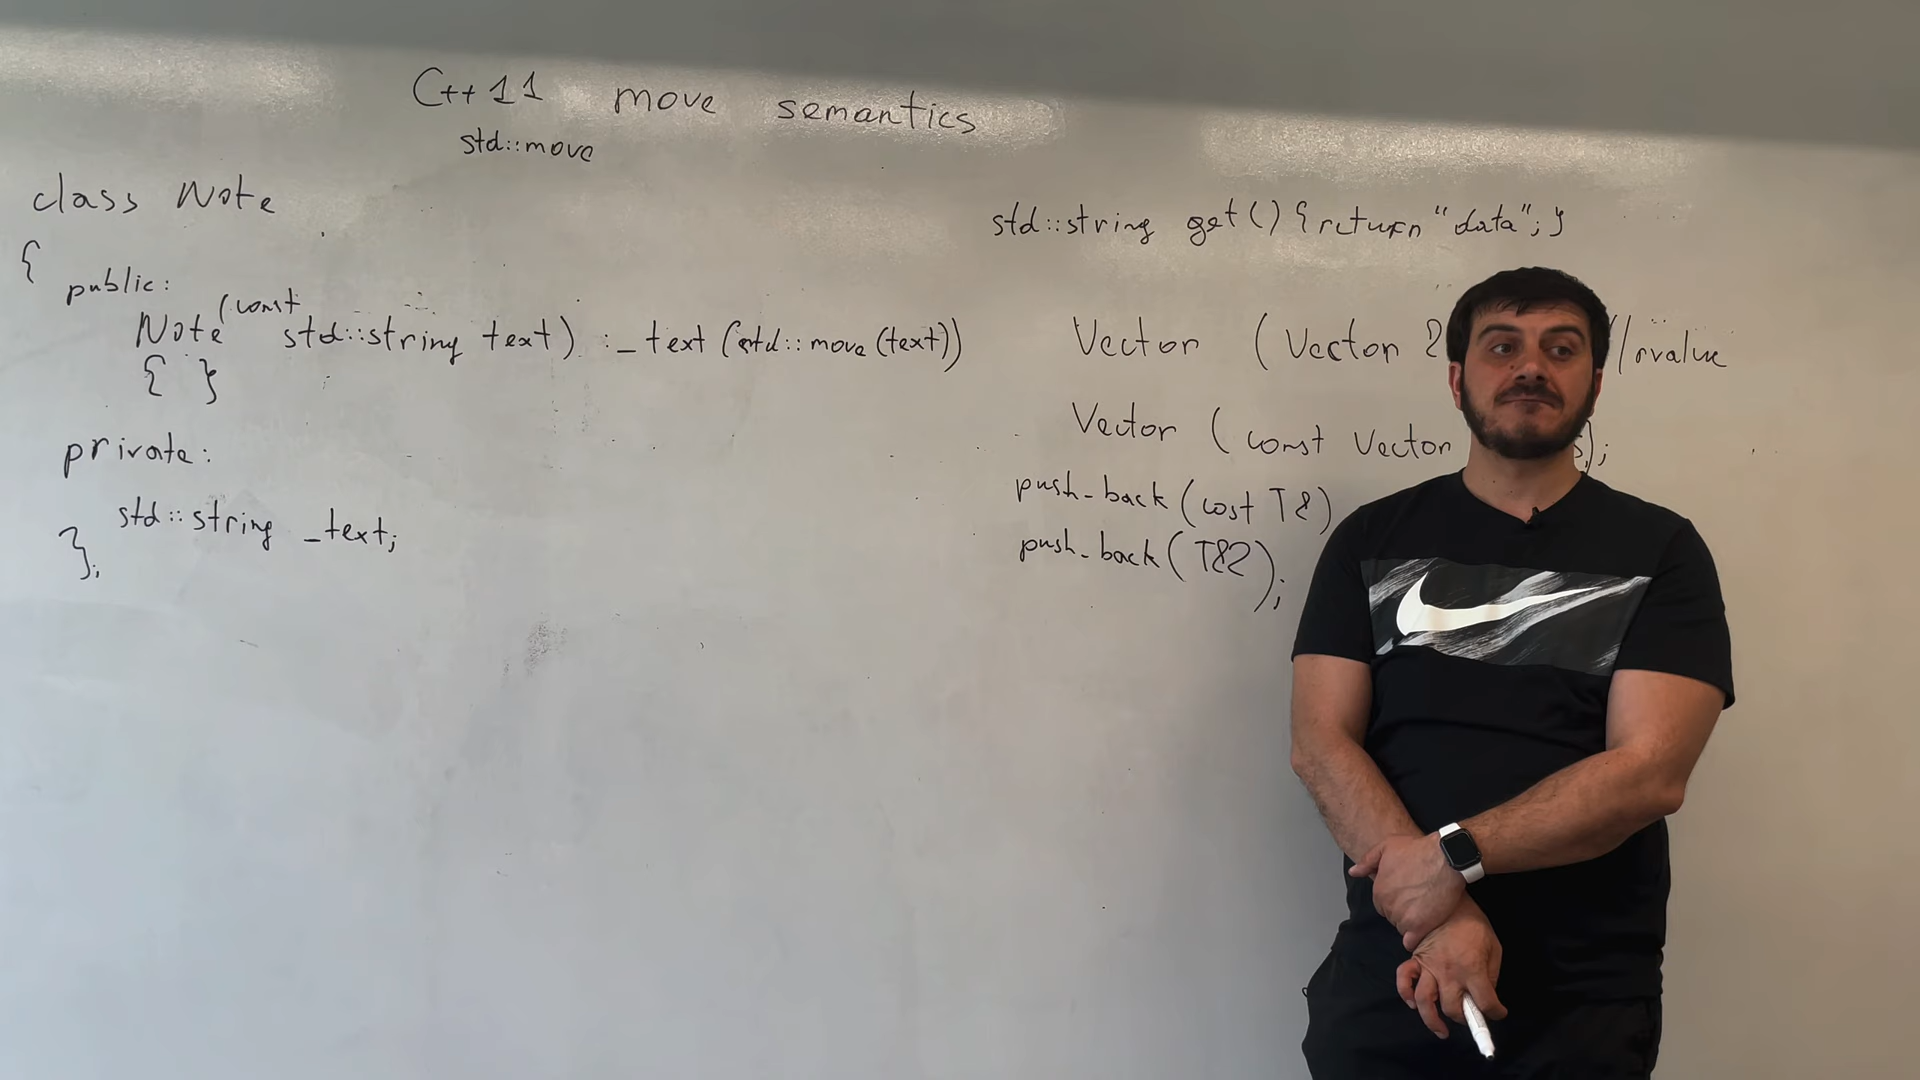 C++11 move semantics
std::move
class Note
{
public:
Note (const std::string text) : _text (std::move (text))
{ }
private:
std::string _text;
};
std::string get() { return "data"; }
Vector (Vector && //rvalue
Vector ( const Vector );
push_back ( cost T &)
push_back ( T &&);